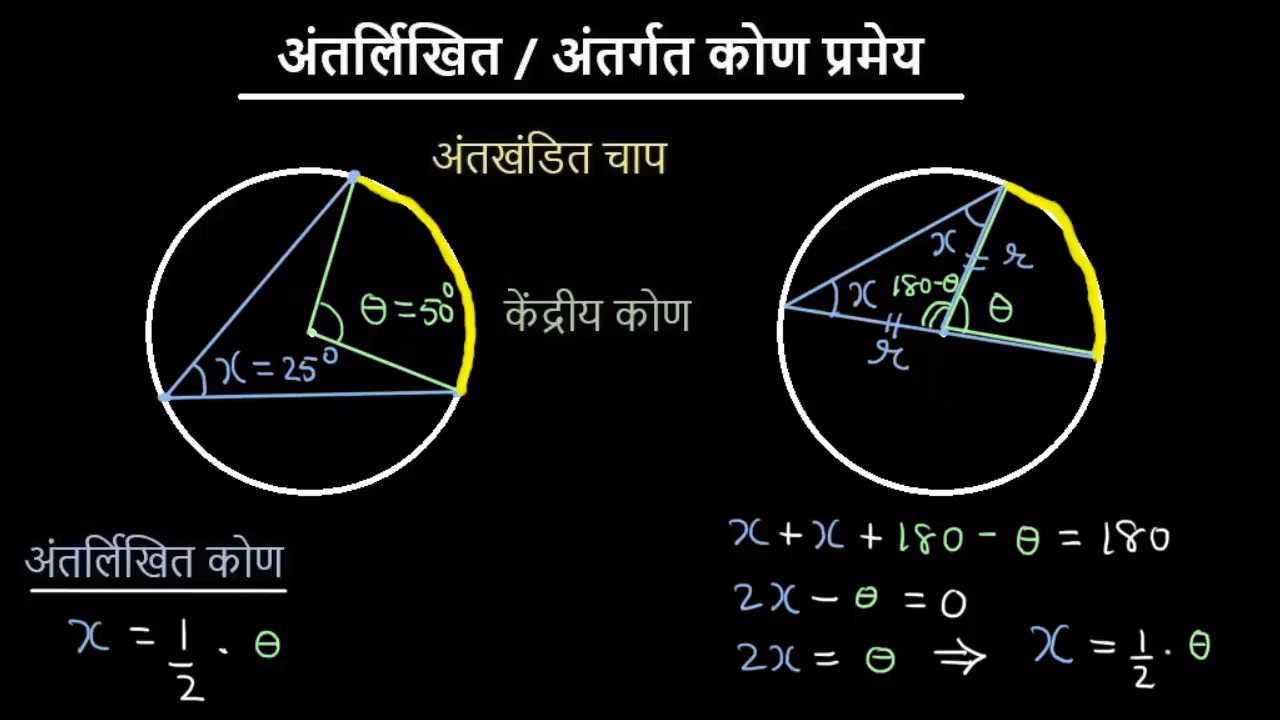 अंतर्लिखित / अंतर्गत कोण प्रमेय
अंतखंडित चाप
θ = 50°
केंद्रीय कोण
x = 25°
x
r
x
180-θ
θ
r
अंतर्लिखित कोण
x = 1/2 . θ
x + x + 180 - θ = 180
2x - θ = 0
2x = θ ⇒ x = 1/2 . θ